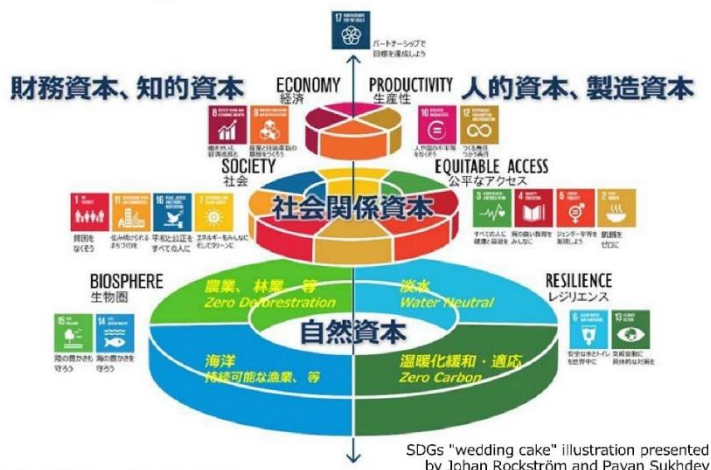 17
パートナーシップで
目標を達成しよう
財務資本、知的資本
ECONOMY
経済
PRODUCTIVITY
生産性
人的資本、製造資本
8
9
働きがいも
経済成長も
産業と技術革新の
基盤をつくろう
10
12
人や国の不平等
をなくそう
つくる責任
つかう責任
SOCIETY
社会
EQUITABLE ACCESS
公平なアクセス
社会関係資本
1
11
16
7
貧困を
なくそう
住み続けられる
まちづくりを
平和と公正を
すべての人に
エネルギーをみんなに
そしてクリーンに
3
4
5
2
すべての人に
健康と福祉を
質の高い教育を
みんなに
ジェンダー平等を
実現しよう
飢餓を
ゼロに
BIOSPHERE
生物圏
RESILIENCE
レジリエンス
農業、林業、等
Zero Deforestration
淡水
Water Neutral
自然資本
海洋
持続可能な漁業、等
温暖化緩和・適応
Zero Carbon
15
14
陸の豊かさも
守ろう
海の豊かさを
守ろう
6
13
安全な水とトイレ
を世界中に
気候変動に
具体的な対策を
SDGs "wedding cake" illustration presented
by Johan Rockström and Pavan Sukhdev